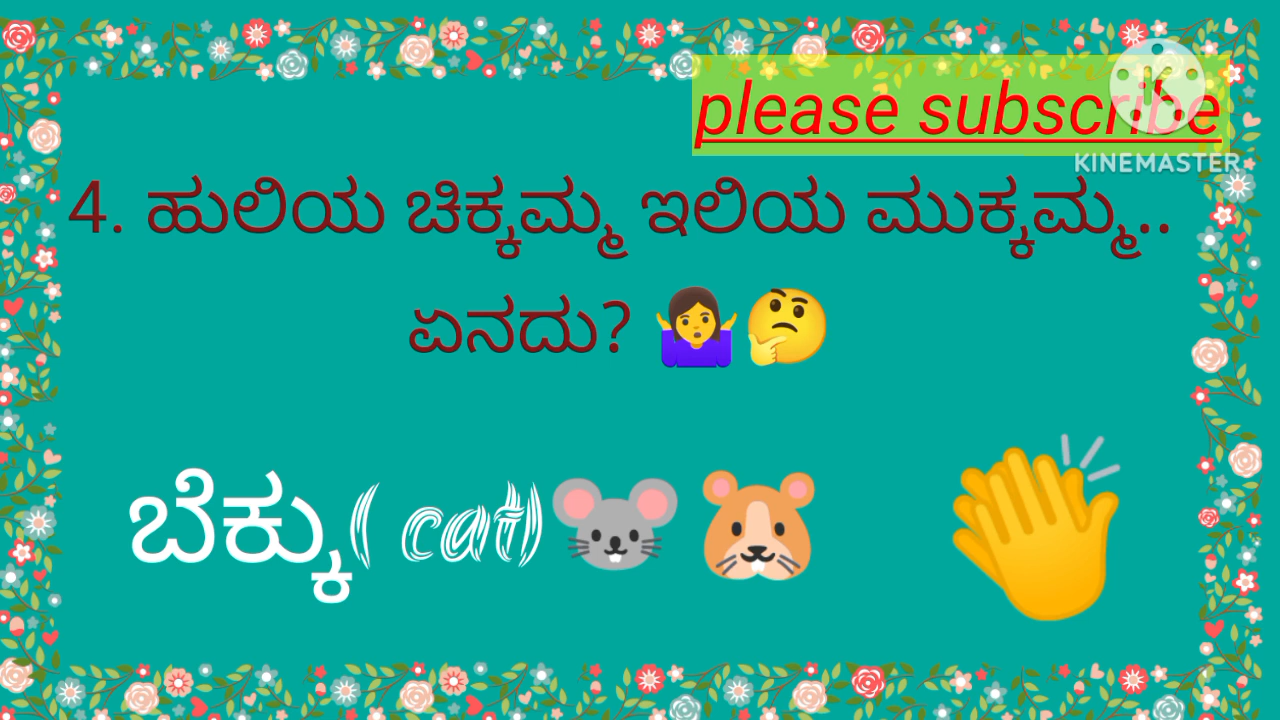 please subscribe
KINEMASTER
4. ಹುಲಿಯ ಚಿಕ್ಕಮ್ಮ ಇಲಿಯ ಮುಕ್ಕಮ್ಮ..
ಏನದು?
ಬೆಕ್ಕು( cat)